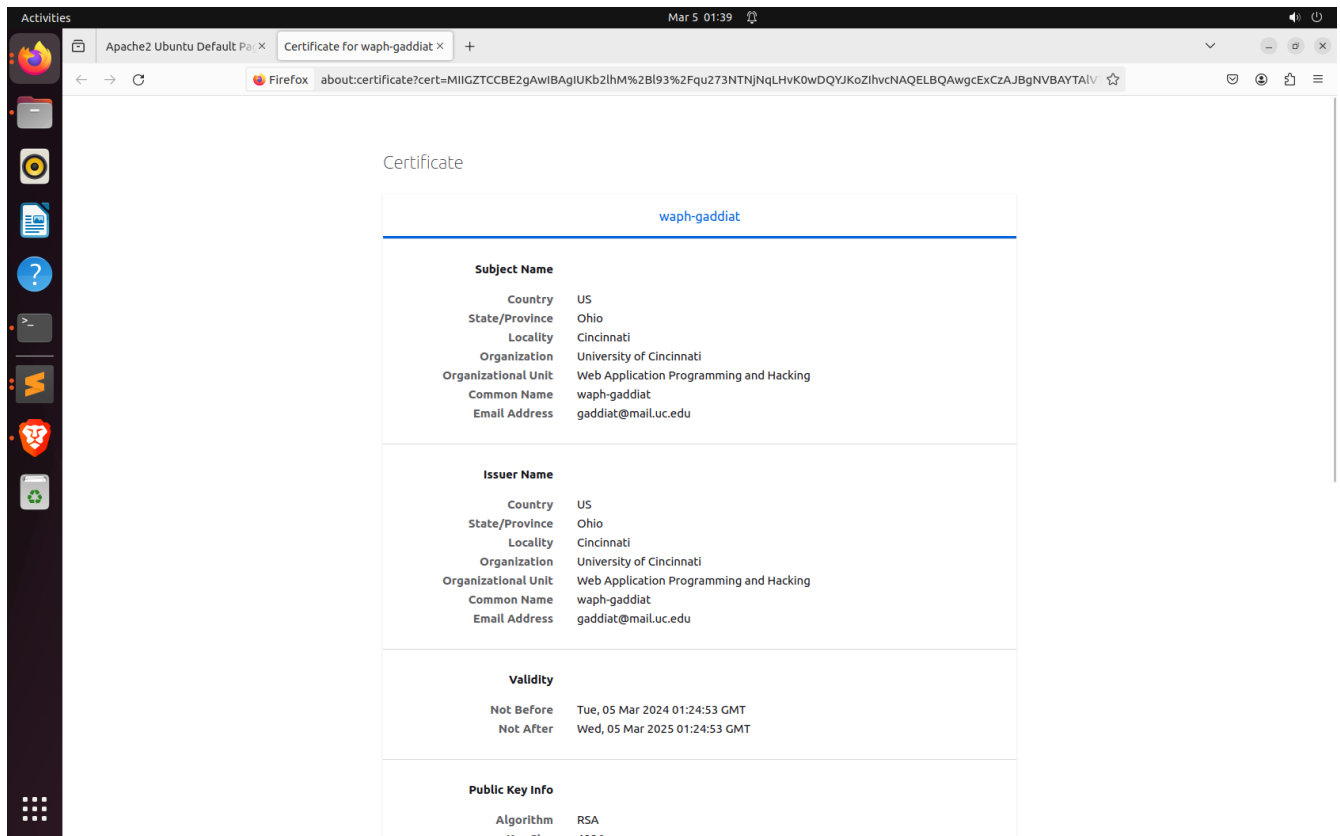 Activities
Mar 5 01:39
Apache2 Ubuntu Default Pa
Certificate for waph-gaddiat
Firefox about:certificate?cert=MIIGZTCCBE2gAwIBAgIUKb2lhM%2Bl93%2Fqu273NTNjNqLHvK0wDQYJKoZIhvcNAQELBQAwgcExCzAJBgNVBAYTAlV
Certificate
waph-gaddiat
Subject Name
Country US
State/Province Ohio
Locality Cincinnati
Organization University of Cincinnati
Organizational Unit Web Application Programming and Hacking
Common Name waph-gaddiat
Email Address gaddiat@mail.uc.edu
Issuer Name
Country US
State/Province Ohio
Locality Cincinnati
Organization University of Cincinnati
Organizational Unit Web Application Programming and Hacking
Common Name waph-gaddiat
Email Address gaddiat@mail.uc.edu
Validity
Not Before Tue, 05 Mar 2024 01:24:53 GMT
Not After Wed, 05 Mar 2025 01:24:53 GMT
Public Key Info
Algorithm RSA